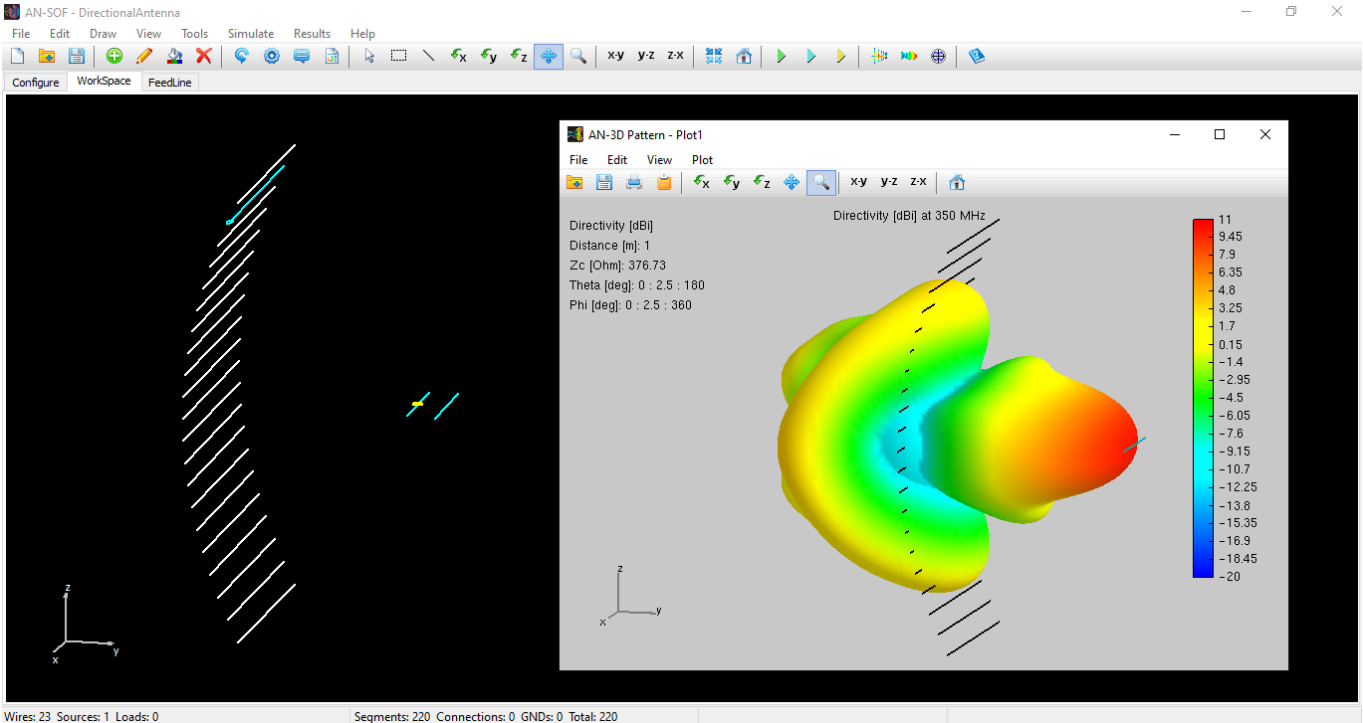 AN-SOF - DirectionalAntenna
File Edit Draw View Tools Simulate Results Help
x-y y-z z-x
Configure WorkSpace FeedLine
z
y
x
AN-3D Pattern - Plot1
File Edit View Plot
x y z x-y y-z z-x
Directivity [dBi] at 350 MHz
Directivity [dBi]
Distance [m]: 1
Zc [Ohm]: 376.73
Theta [deg]: 0 : 2.5 : 180
Phi [deg]: 0 : 2.5 : 360
11
9.45
7.9
6.35
4.8
3.25
1.7
0.15
-1.4
-2.95
-4.5
-6.05
-7.6
-9.15
-10.7
-12.25
-13.8
-15.35
-16.9
-18.45
-20
z
y
x
Wires: 23 Sources: 1 Loads: 0 Segments: 220 Connections: 0 GNDs: 0 Total: 220